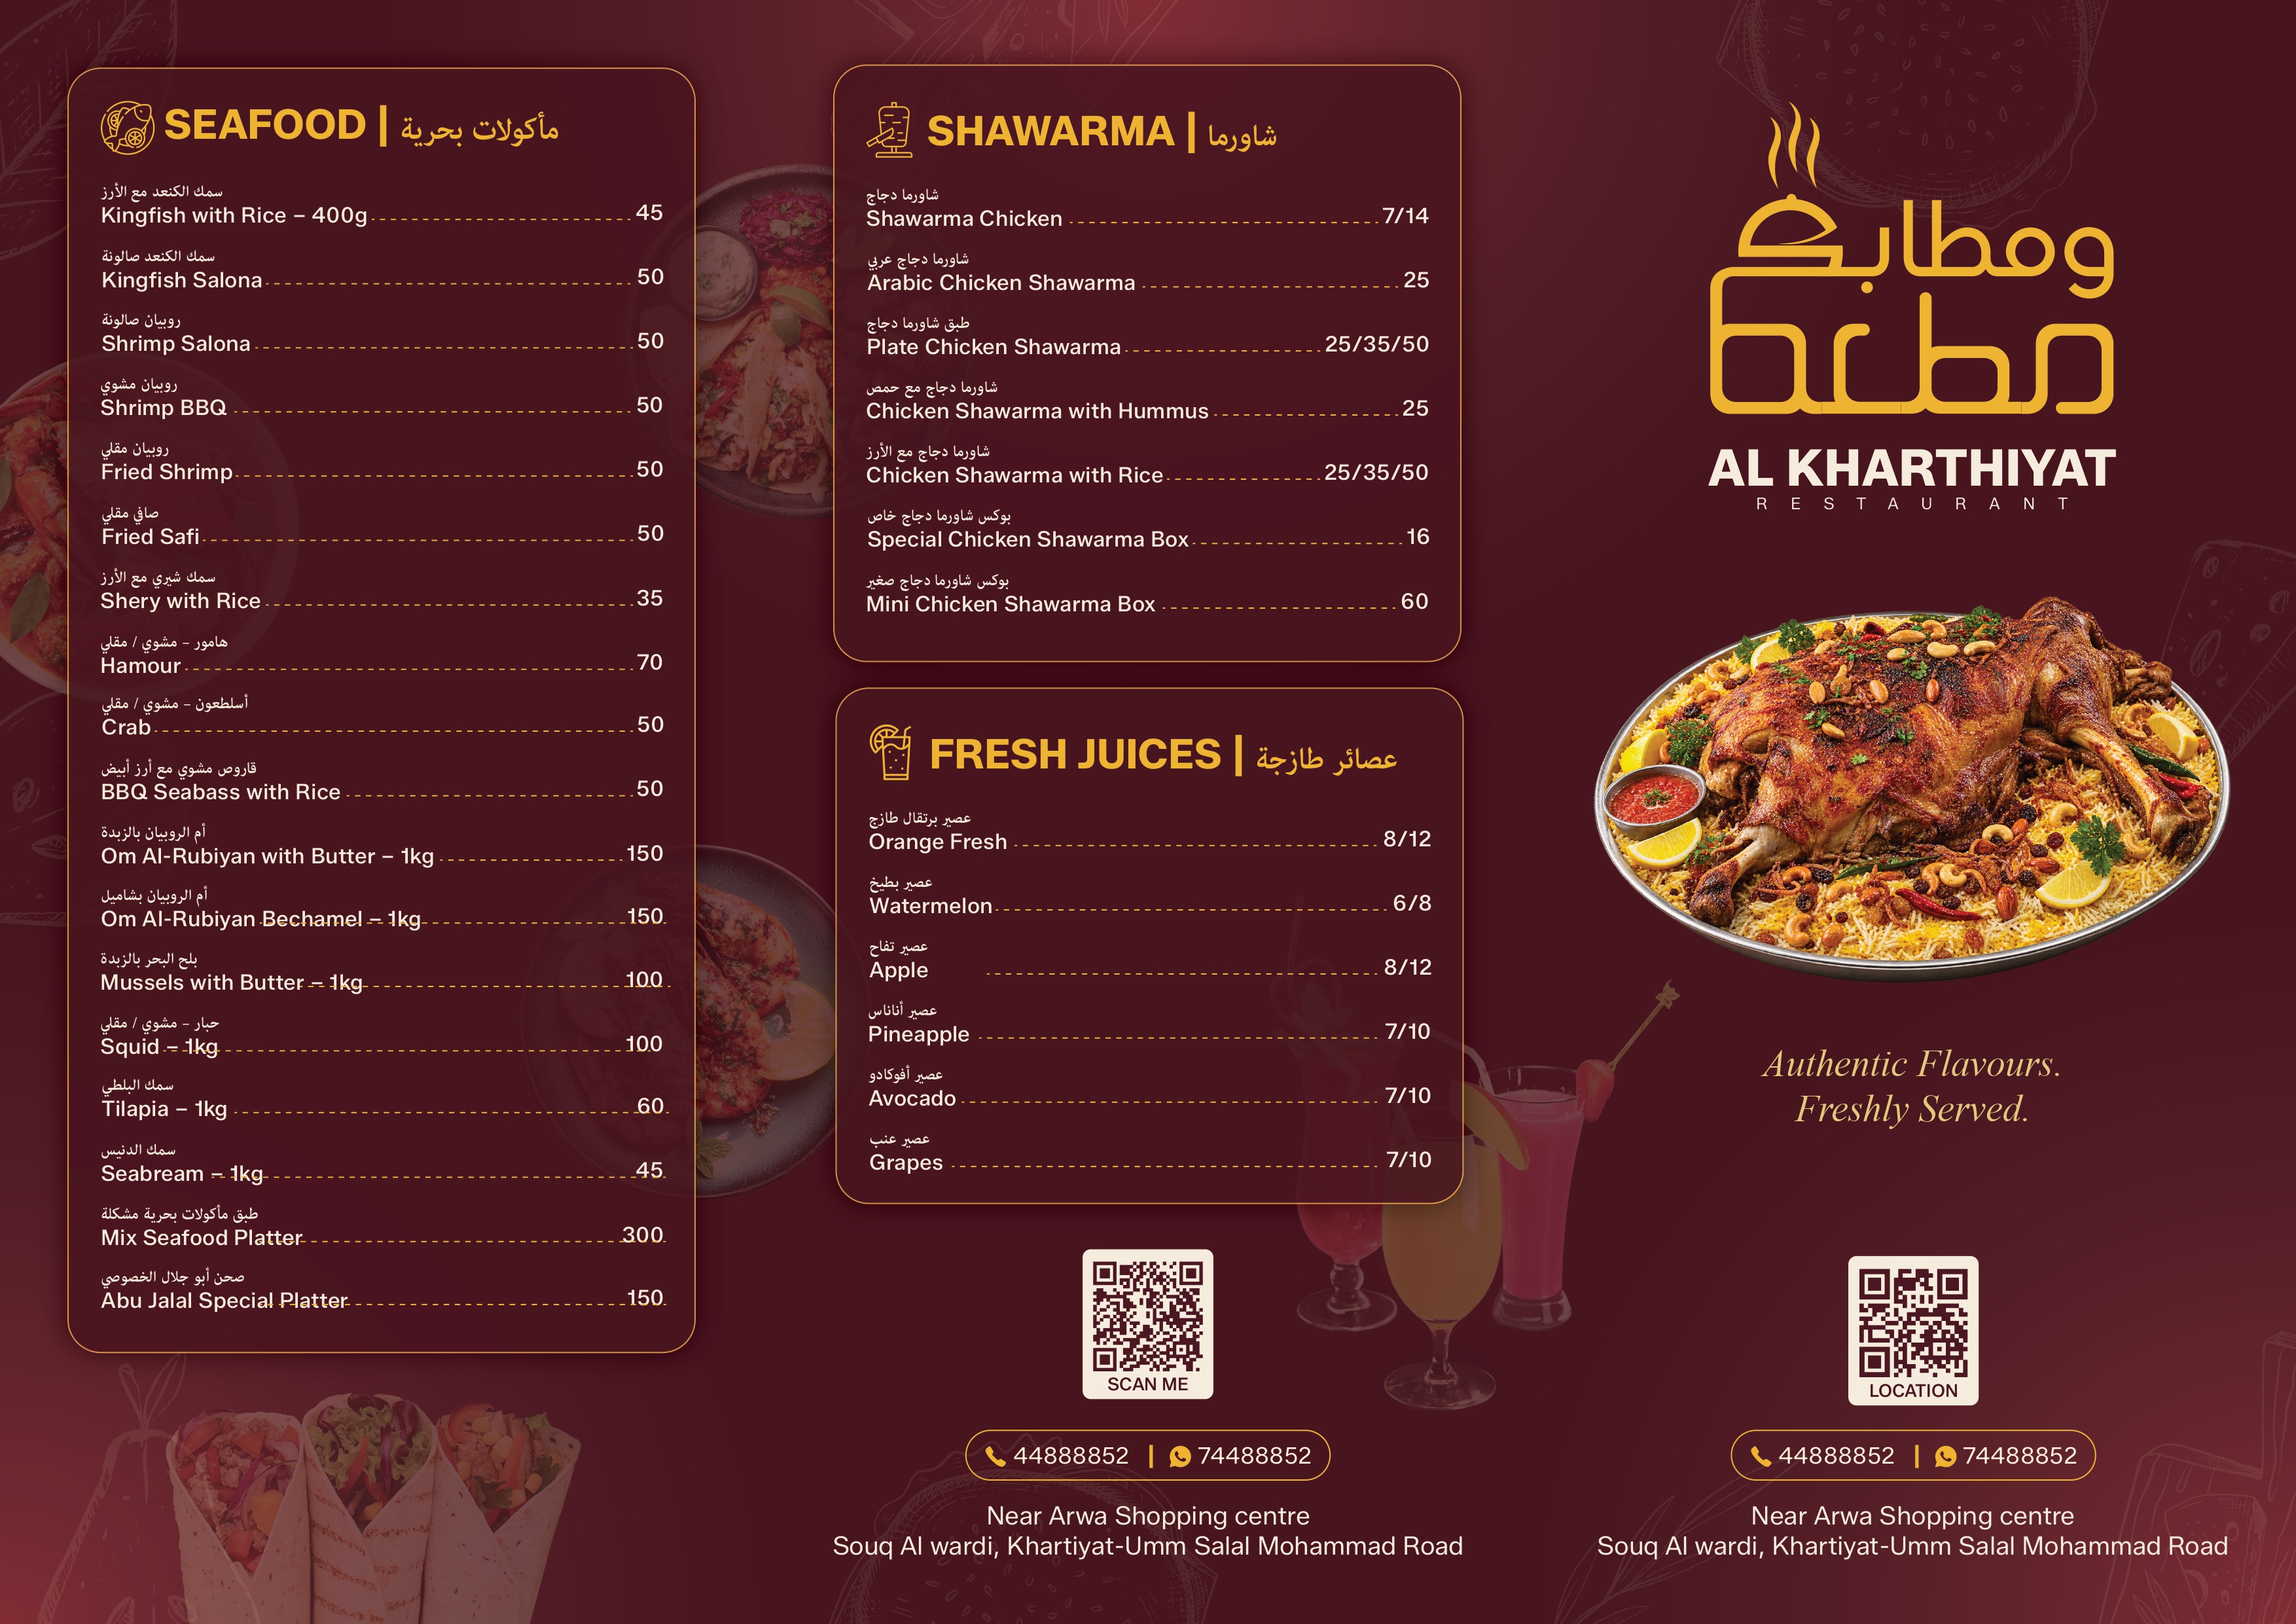 SEAFOOD | مأكولات بحرية
سمك الكنعد مع الأرز
Kingfish with Rice – 400g 45
سمك الكنعد صالونة
Kingfish Salona 50
روبيان صالونة
Shrimp Salona 50
روبيان مشوي
Shrimp BBQ 50
روبيان مقلي
Fried Shrimp 50
صافي مقلي
Fried Safi 50
سمك شيري مع الأرز
Shery with Rice 35
هامور – مشوي / مقلي
Hamour 70
أسلطعون – مشوي / مقلي
Crab 50
قاروص مشوي مع أرز أبيض
BBQ Seabass with Rice 50
أم الروبيان بالزبدة
Om Al-Rubiyan with Butter – 1kg 150
أم الروبيان بشاميل
Om Al-Rubiyan Bechamel – 1kg 150
بلح البحر بالزبدة
Mussels with Butter – 1kg 100
حبار – مشوي / مقلي
Squid – 1kg 100
سمك البلطي
Tilapia – 1kg 60
سمك الدنيس
Seabream – 1kg 45
طبق مأكولات بحرية مشكلة
Mix Seafood Platter 300
صحن أبو جلال الخصوصي
Abu Jalal Special Platter 150
SHAWARMA | شاورما
شاورما دجاج
Shawarma Chicken 7/14
شاورما دجاج عربي
Arabic Chicken Shawarma 25
طبق شاورما دجاج
Plate Chicken Shawarma 25/35/50
شاورما دجاج مع حمص
Chicken Shawarma with Hummus 25
شاورما دجاج مع الأرز
Chicken Shawarma with Rice 25/35/50
بوكس شاورما دجاج خاص
Special Chicken Shawarma Box 16
بوكس شاورما دجاج صغير
Mini Chicken Shawarma Box 60
FRESH JUICES | عصائر طازجة
عصير برتقال طازج
Orange Fresh 8/12
عصير بطيخ
Watermelon 6/8
عصير تفاح
Apple 8/12
عصير أناناس
Pineapple 7/10
عصير أفوكادو
Avocado 7/10
عصير عنب
Grapes 7/10
SCAN ME
44888852 | 74488852
Near Arwa Shopping centre
Souq Al wardi, Khartiyat-Umm Salal Mohammad Road
ومطابخ
مطعم
AL KHARTHIYAT
RESTAURANT
Authentic Flavours.
Freshly Served.
LOCATION
44888852 | 74488852
Near Arwa Shopping centre
Souq Al wardi, Khartiyat-Umm Salal Mohammad Road